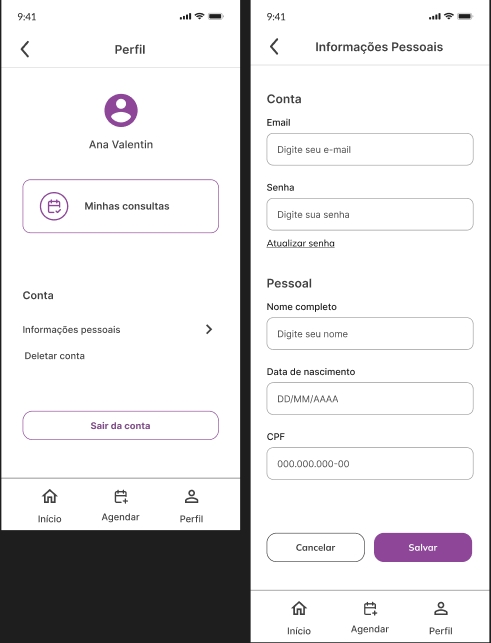 9:41
Perfil
Ana Valentin
Minhas consultas
Conta
Informações pessoais
Deletar conta
Sair da conta
Início
Agendar
Perfil
9:41
Informações Pessoais
Conta
Email
Digite seu e-mail
Senha
Digite sua senha
Atualizar senha
Pessoal
Nome completo
Digite seu nome
Data de nascimento
DD/MM/AAAA
CPF
000.000.000-00
Cancelar
Salvar
Início
Agendar
Perfil